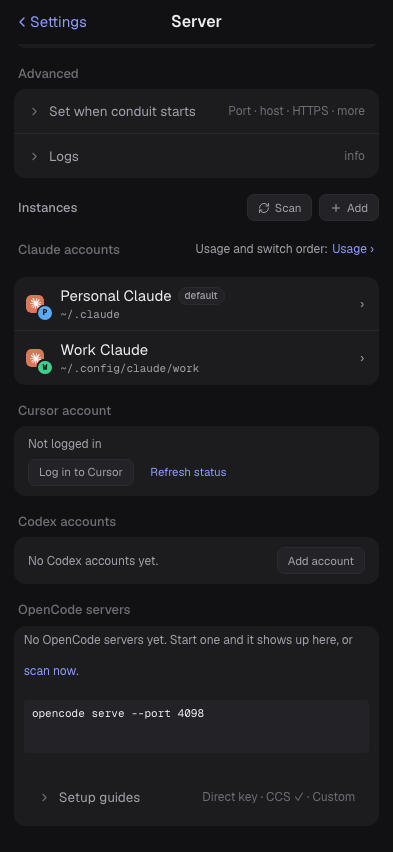 Settings
Server
Advanced
Set when conduit starts
Port · host · HTTPS · more
Logs
info
Instances
Scan
Add
Claude accounts
Usage and switch order: Usage ›
Personal Claude default
P
~/.claude
Work Claude
W
~/.config/claude/work
Cursor account
Not logged in
Log in to Cursor
Refresh status
Codex accounts
No Codex accounts yet.
Add account
OpenCode servers
No OpenCode servers yet. Start one and it shows up here, or
scan now.
opencode serve --port 4098
Setup guides
Direct key · CCS ✓ · Custom